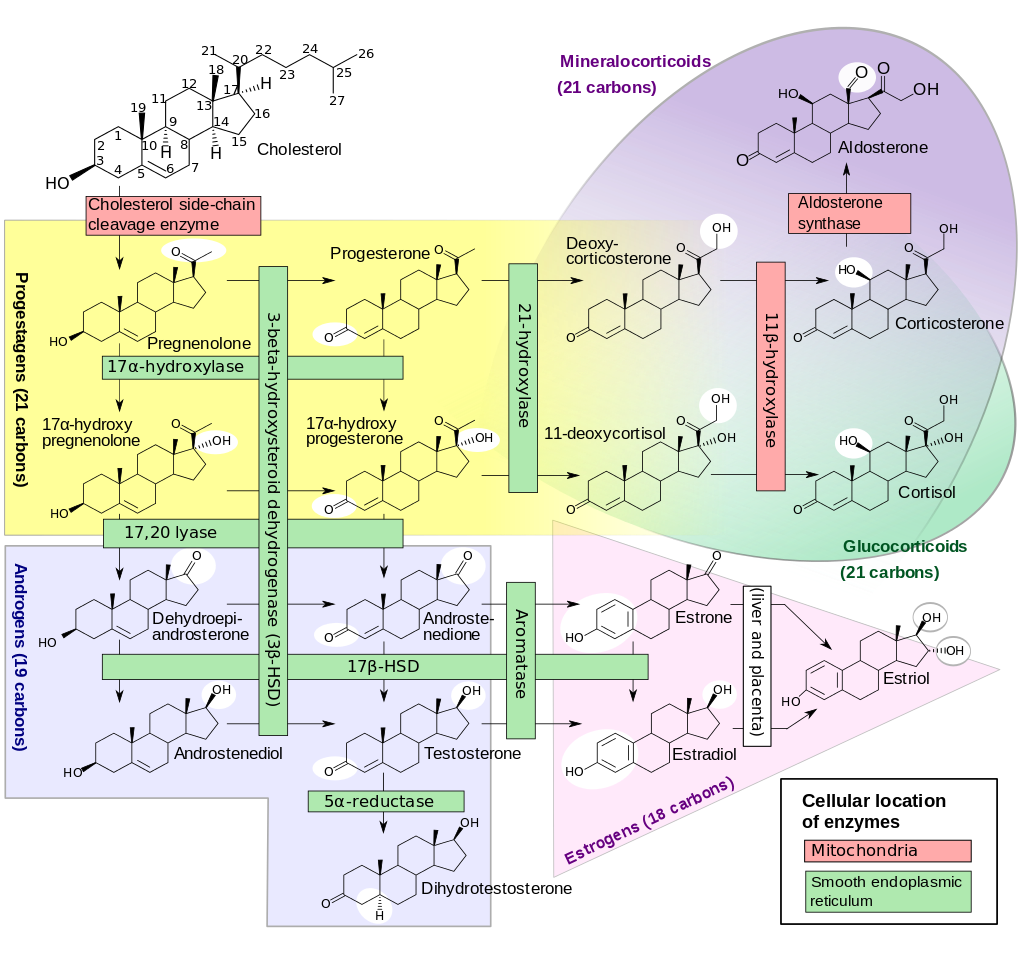 21
22
24
26
20
18
23
25
12
17
H
27
11
13
16
19
9
14
1
2
10
8
15
H
H
3
4
5
6
7
HO
Cholesterol
Mineralocorticoids
(21 carbons)
O
O
HO
OH
O
Aldosterone
Cholesterol side-chain
cleavage enzyme
Aldosterone
synthase
Progestagens (21 carbons)
O
HO
Pregnenolone
Progesterone
O
O
Deoxy-
corticosterone
OH
O
O
OH
O
HO
O
Corticosterone
3-beta-hydroxysteroid dehydrogenase (3β-HSD)
21-hydroxylase
11β-hydroxylase
17α-hydroxylase
17α-hydroxy
pregnenolone
O
OH
HO
17α-hydroxy
progesterone
O
OH
O
11-deoxycortisol
OH
O
OH
O
OH
O
HO
OH
O
Cortisol
17,20 lyase
Glucocorticoids
(21 carbons)
Androgens (19 carbons)
O
HO
Dehydroepi-
androsterone
O
O
Androste-
nedione
Aromatase
O
HO
Estrone
(liver and placenta)
OH
OH
HO
Estriol
17β-HSD
OH
HO
Androstenediol
OH
O
Testosterone
OH
HO
Estradiol
5α-reductase
OH
O
H
Dihydrotestosterone
Estrogens (18 carbons)
Cellular location
of enzymes
Mitochondria
Smooth endoplasmic
reticulum